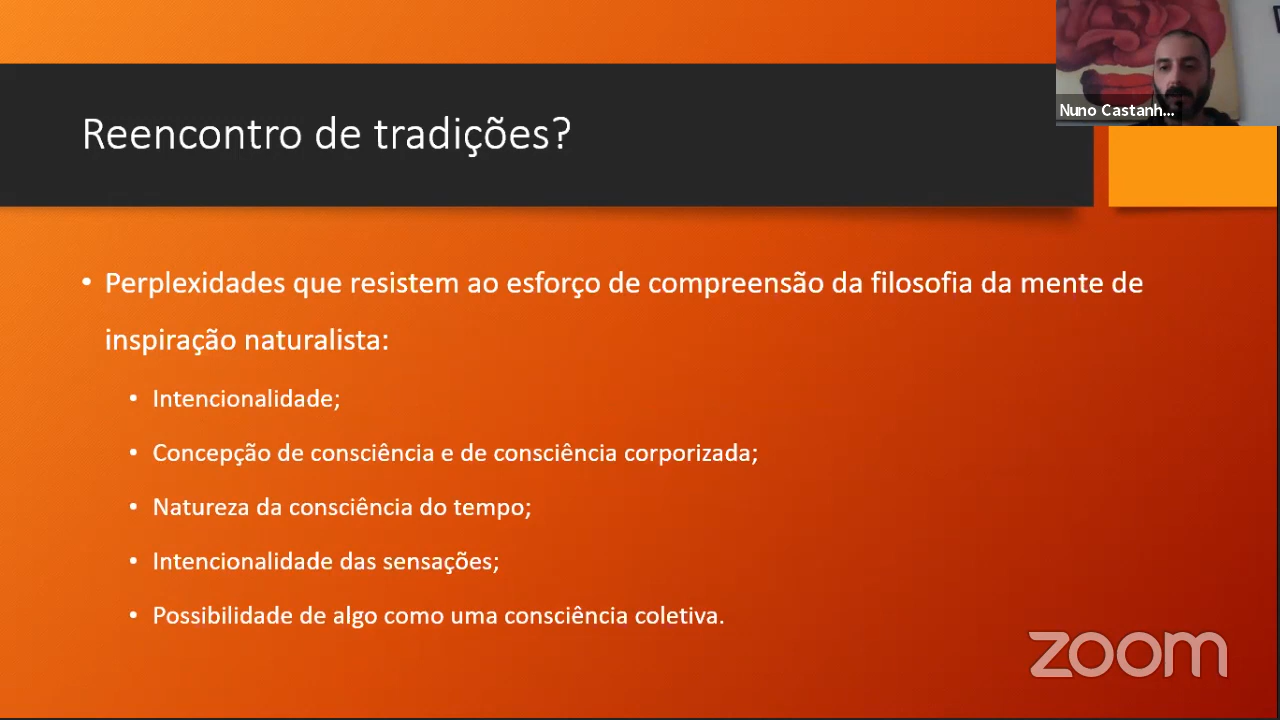 Nuno Castanh...
Reencontro de tradições?
• Perplexidades que resistem ao esforço de compreensão da filosofia da mente de
inspiração naturalista:
• Intencionalidade;
• Concepção de consciência e de consciência corporizada;
• Natureza da consciência do tempo;
• Intencionalidade das sensações;
• Possibilidade de algo como uma consciência coletiva.
zoom